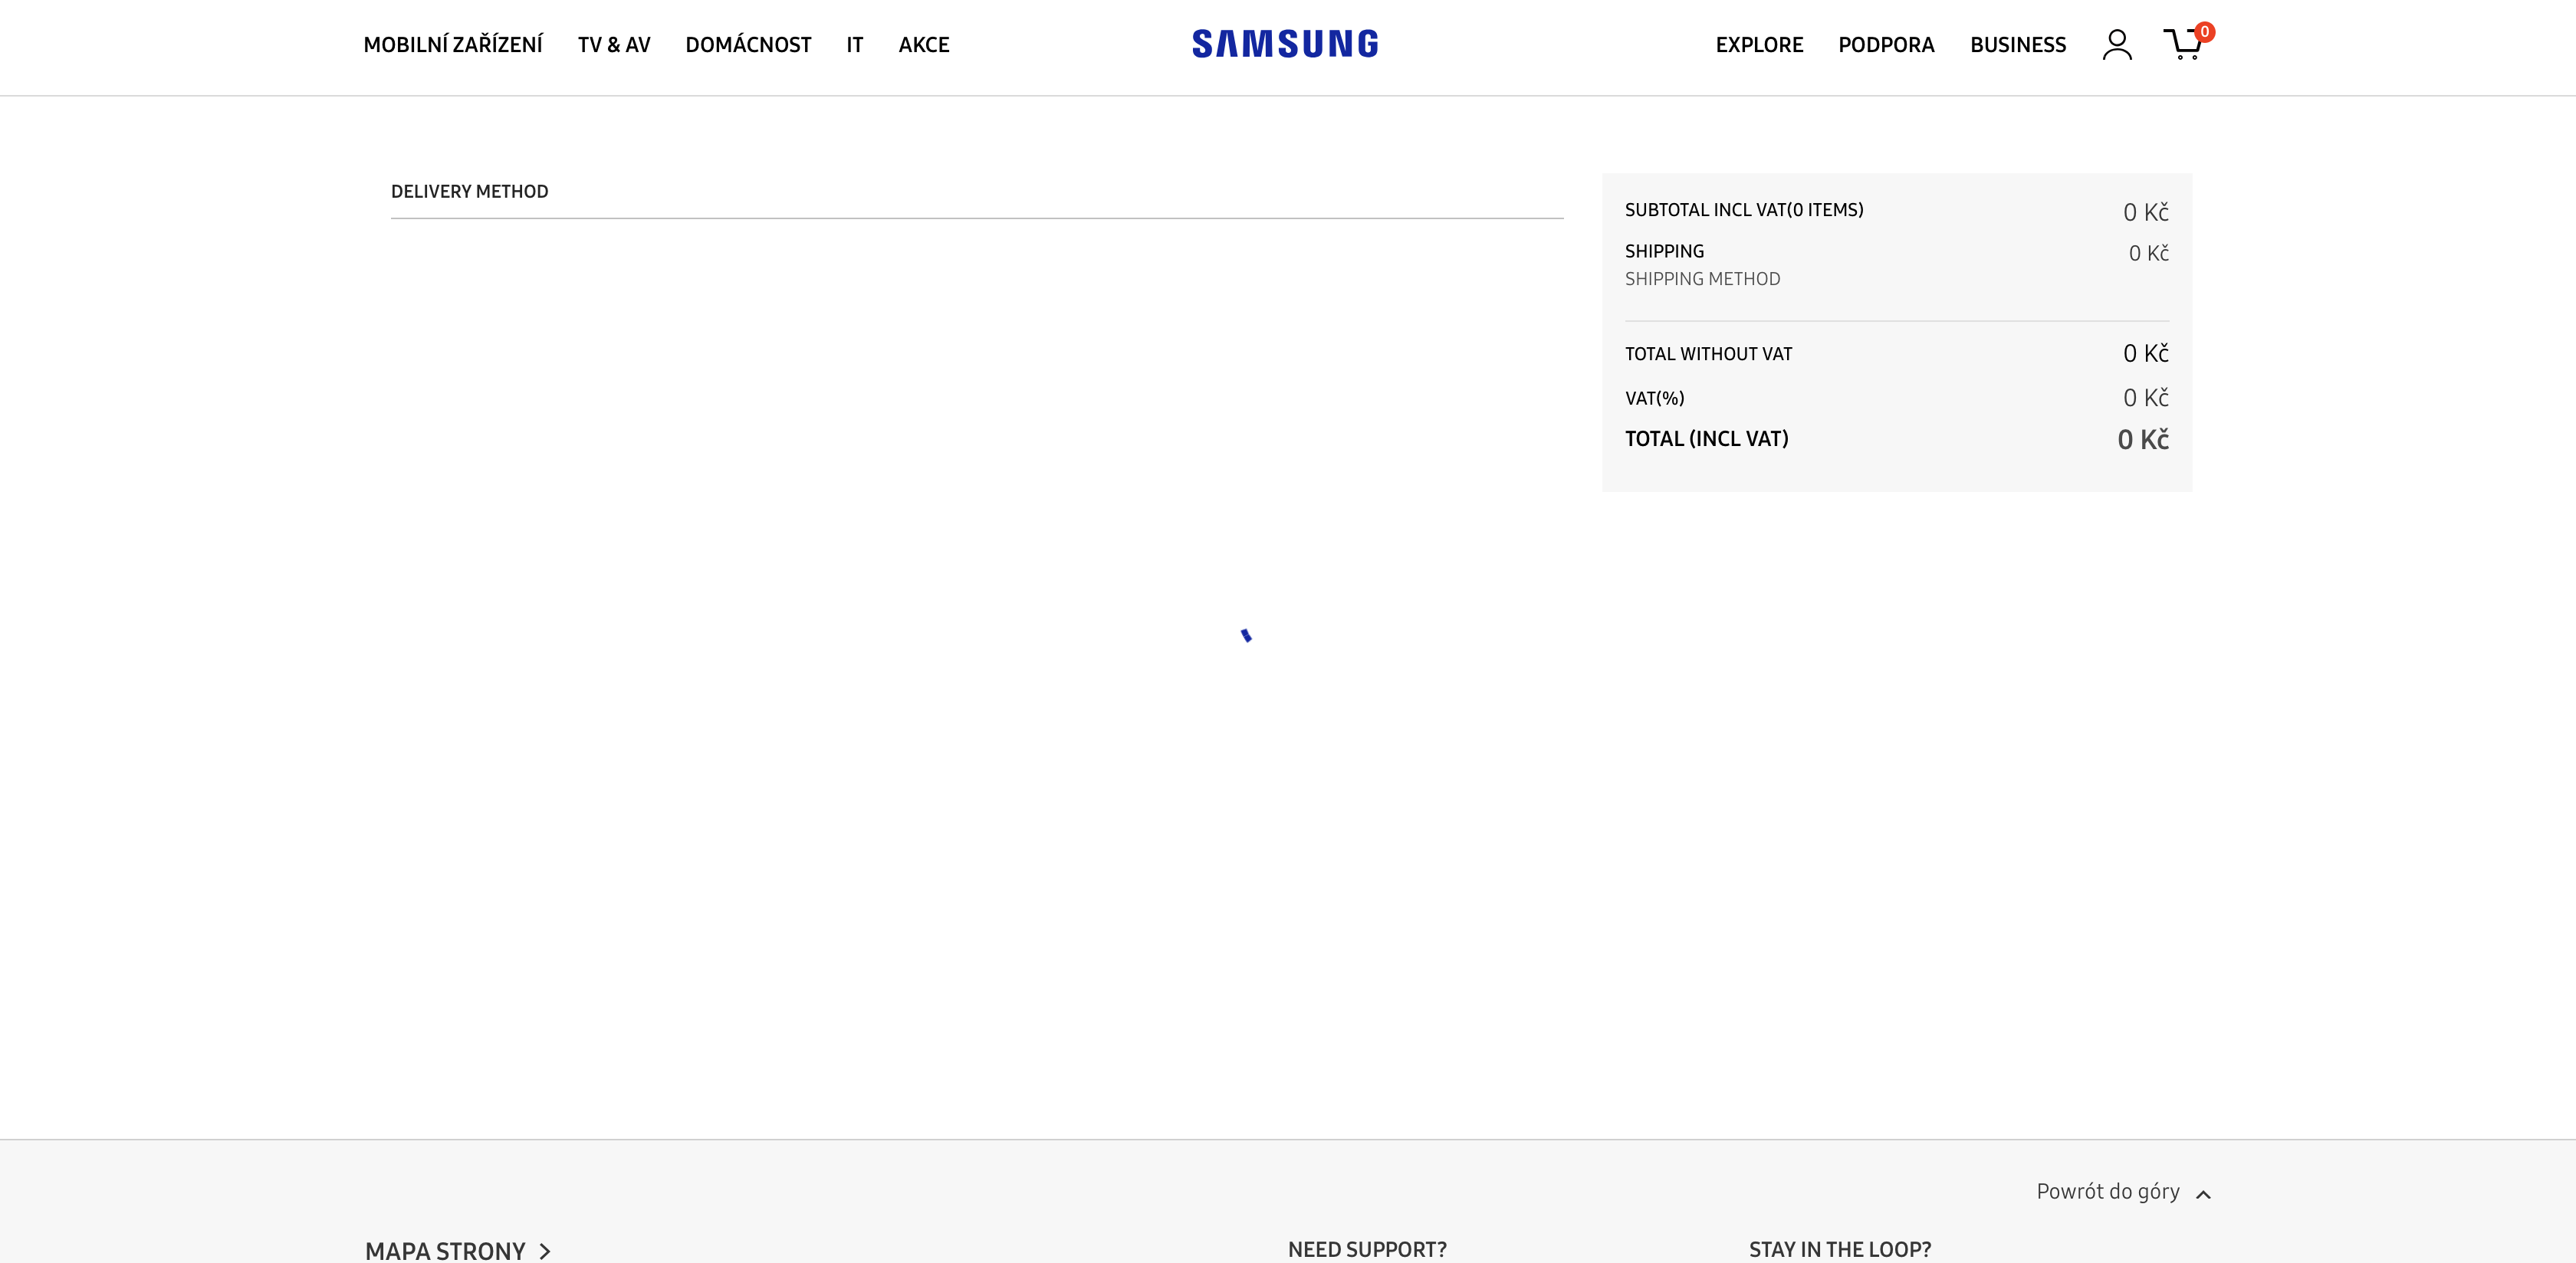 MOBILNÍ ZAŘÍZENÍ TV & AV DOMÁCNOST IT AKCE SAMSUNG EXPLORE PODPORA BUSINESS 0
DELIVERY METHOD
SUBTOTAL INCL VAT(0 ITEMS) 0 Kč
SHIPPING 0 Kč
SHIPPING METHOD
TOTAL WITHOUT VAT 0 Kč
VAT(%) 0 Kč
TOTAL (INCL VAT) 0 Kč
Powrót do góry
MAPA STRONY NEED SUPPORT? STAY IN THE LOOP?